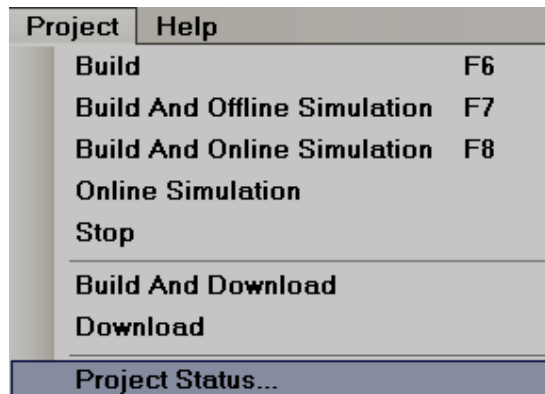 Project Help
Build F6
Build And Offline Simulation F7
Build And Online Simulation F8
Online Simulation
Stop
Build And Download
Download
Project Status...